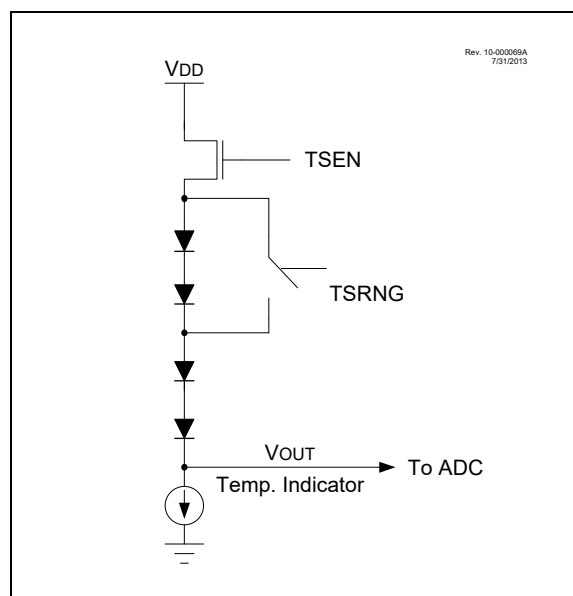 Rev. 10-000069A
7/31/2013
VDD
TSEN
TSRNG
VOUT
To ADC
Temp. Indicator